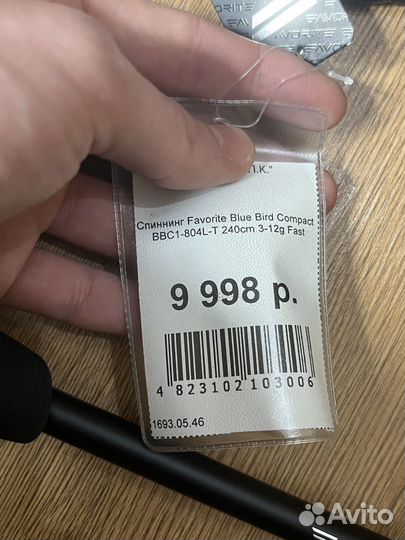 FAVORITE
FAVORITE
.П.К."
Спиннинг Favorite Blue Bird Compact
BBC1-804L-T 240cm 3-12g Fast
9 998 р.
4 823102 103006
1693.05.46
Avito